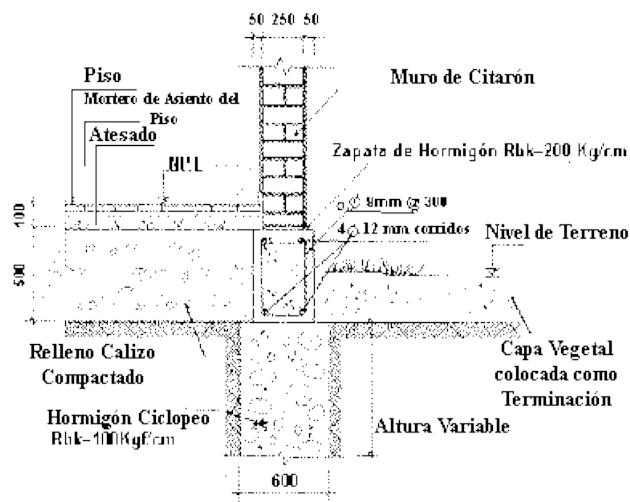 50 250 50
Piso
Mortero de Asiento del
Piso
Atesado
Muro de Citarón
Zapata de Hormigón Rbk-200 Kg/cm
100
500
8mm @ 300
4 ∅ 12 mm corridos
Nivel de Terreno
Relleno Calizo
Compactado
Capa Vegetal
colocada como
Terminación
Hormigón Ciclopeo
Rbk-100Kgf/cm
Altura Variable
600